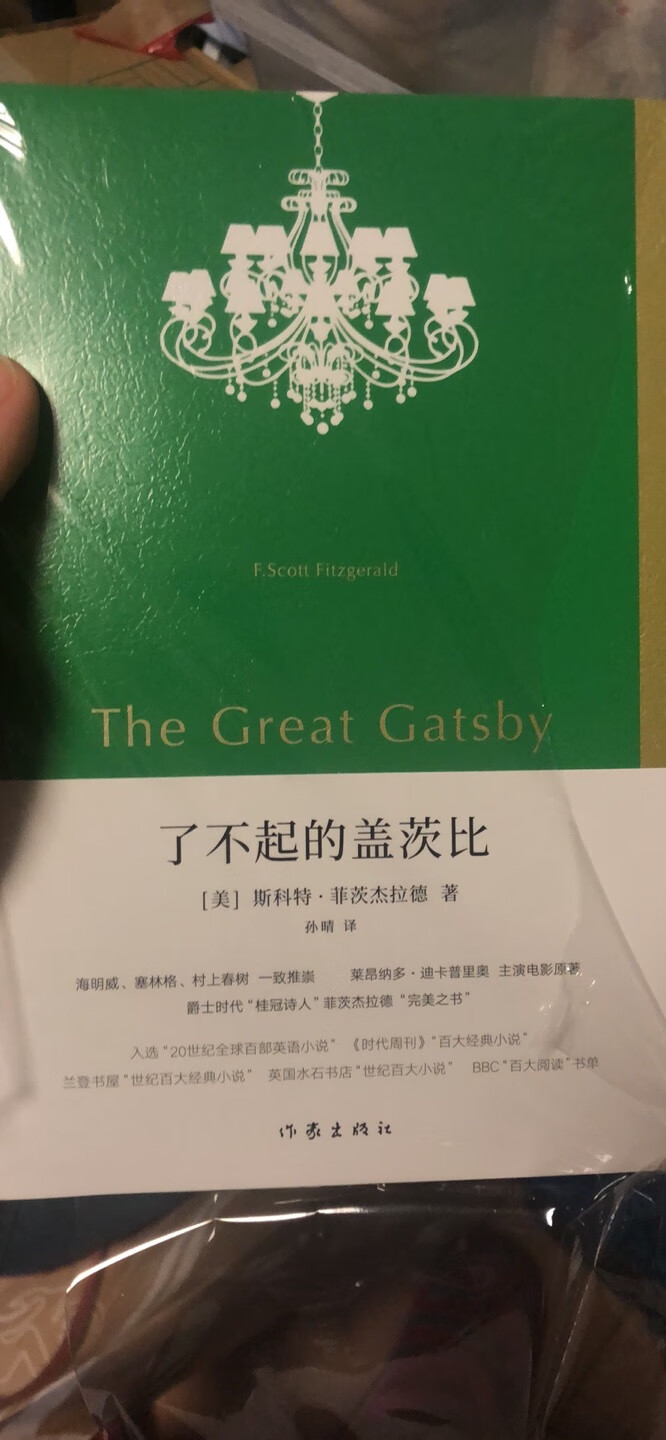 F.Scott Fitzgerald
The Great Gatsby
了不起的盖茨比
[美] 斯科特·菲茨杰拉德 著
孙晴 译
海明威、塞林格、村上春树 一致推崇 莱昂纳多·迪卡普里奥 主演电影原著
爵士时代“桂冠诗人”菲茨杰拉德“完美之书”
入选“20世纪全球百部英语小说” 《时代周刊》“百大经典小说”
兰登书屋“世纪百大经典小说” 英国水石书店“世纪百大小说” BBC“百大阅读”书单
作家出版社